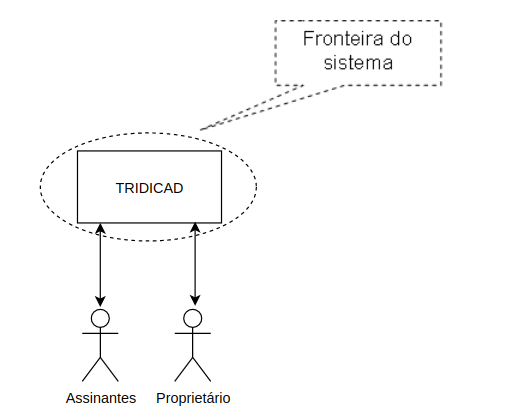 Fronteira do
sistema
TRIDICAD
Assinantes
Proprietário